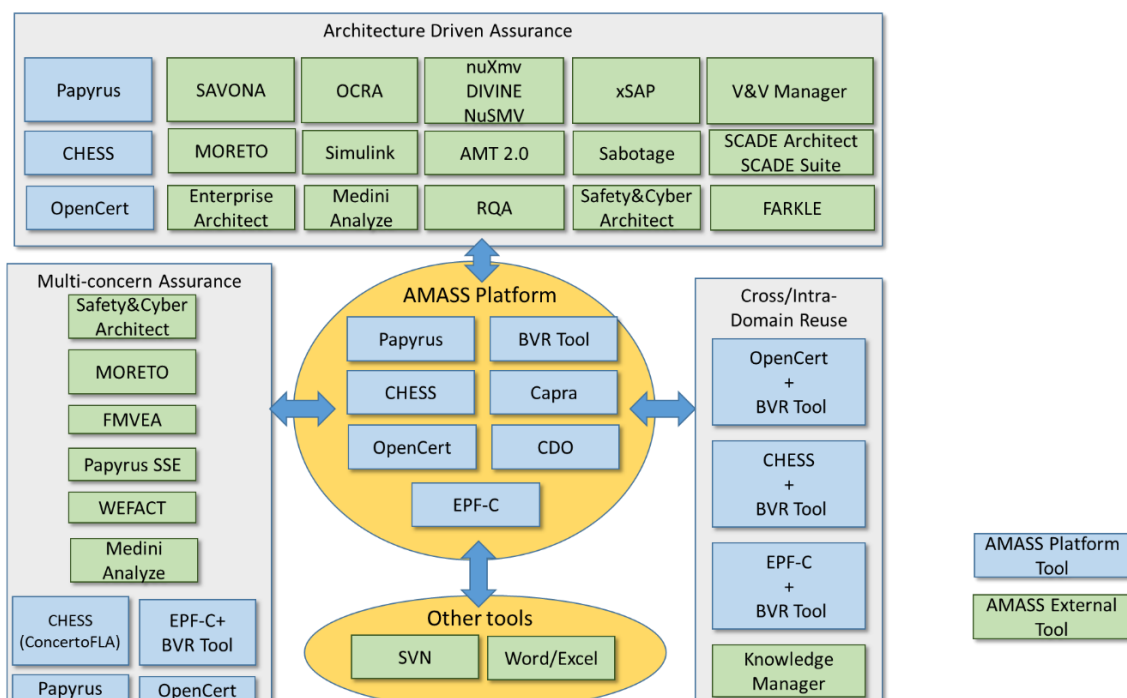 Architecture Driven Assurance
Papyrus
SAVONA
OCRA
nuXmv
DIVINE
NuSMV
xSAP
V&V Manager
CHESS
MORETO
Simulink
AMT 2.0
Sabotage
SCADE Architect
SCADE Suite
OpenCert
Enterprise
Architect
Medini
Analyze
RQA
Safety&Cyber
Architect
FARKLE
Multi-concern Assurance
Safety&Cyber
Architect
MORETO
FMVEA
Papyrus SSE
WEFACT
Medini
Analyze
CHESS
(ConcertoFLA)
EPF-C+
BVR Tool
Papyrus
OpenCert
AMASS Platform
Papyrus
BVR Tool
CHESS
Capra
OpenCert
CDO
EPF-C
Other tools
SVN
Word/Excel
Cross/Intra-
Domain Reuse
OpenCert
+
BVR Tool
CHESS
+
BVR Tool
EPF-C
+
BVR Tool
Knowledge
Manager
AMASS Platform
Tool
AMASS External
Tool